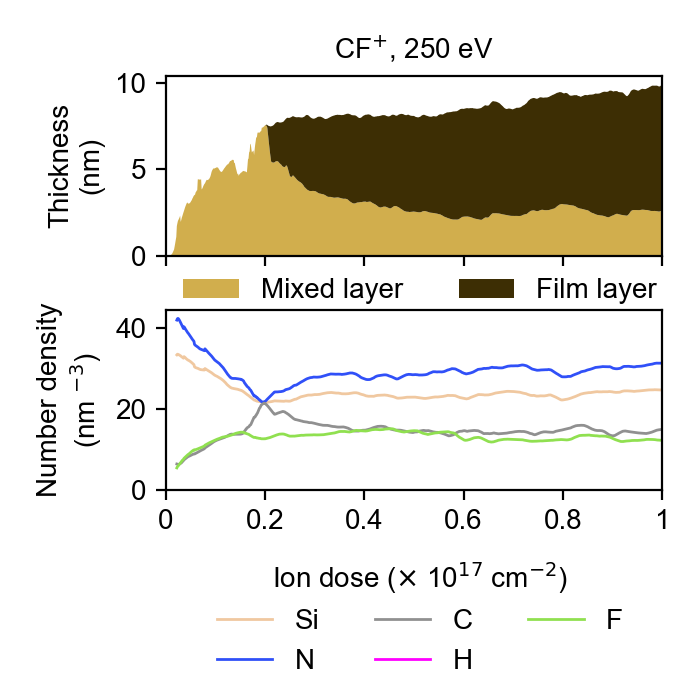 CF⁺, 250 eV
10
5
0
Thickness
(nm)
Mixed layer Film layer
40
20
0
Number density
(nm ⁻³)
0 0.2 0.4 0.6 0.8 1
Ion dose (× 10¹⁷ cm⁻²)
Si C F
N H